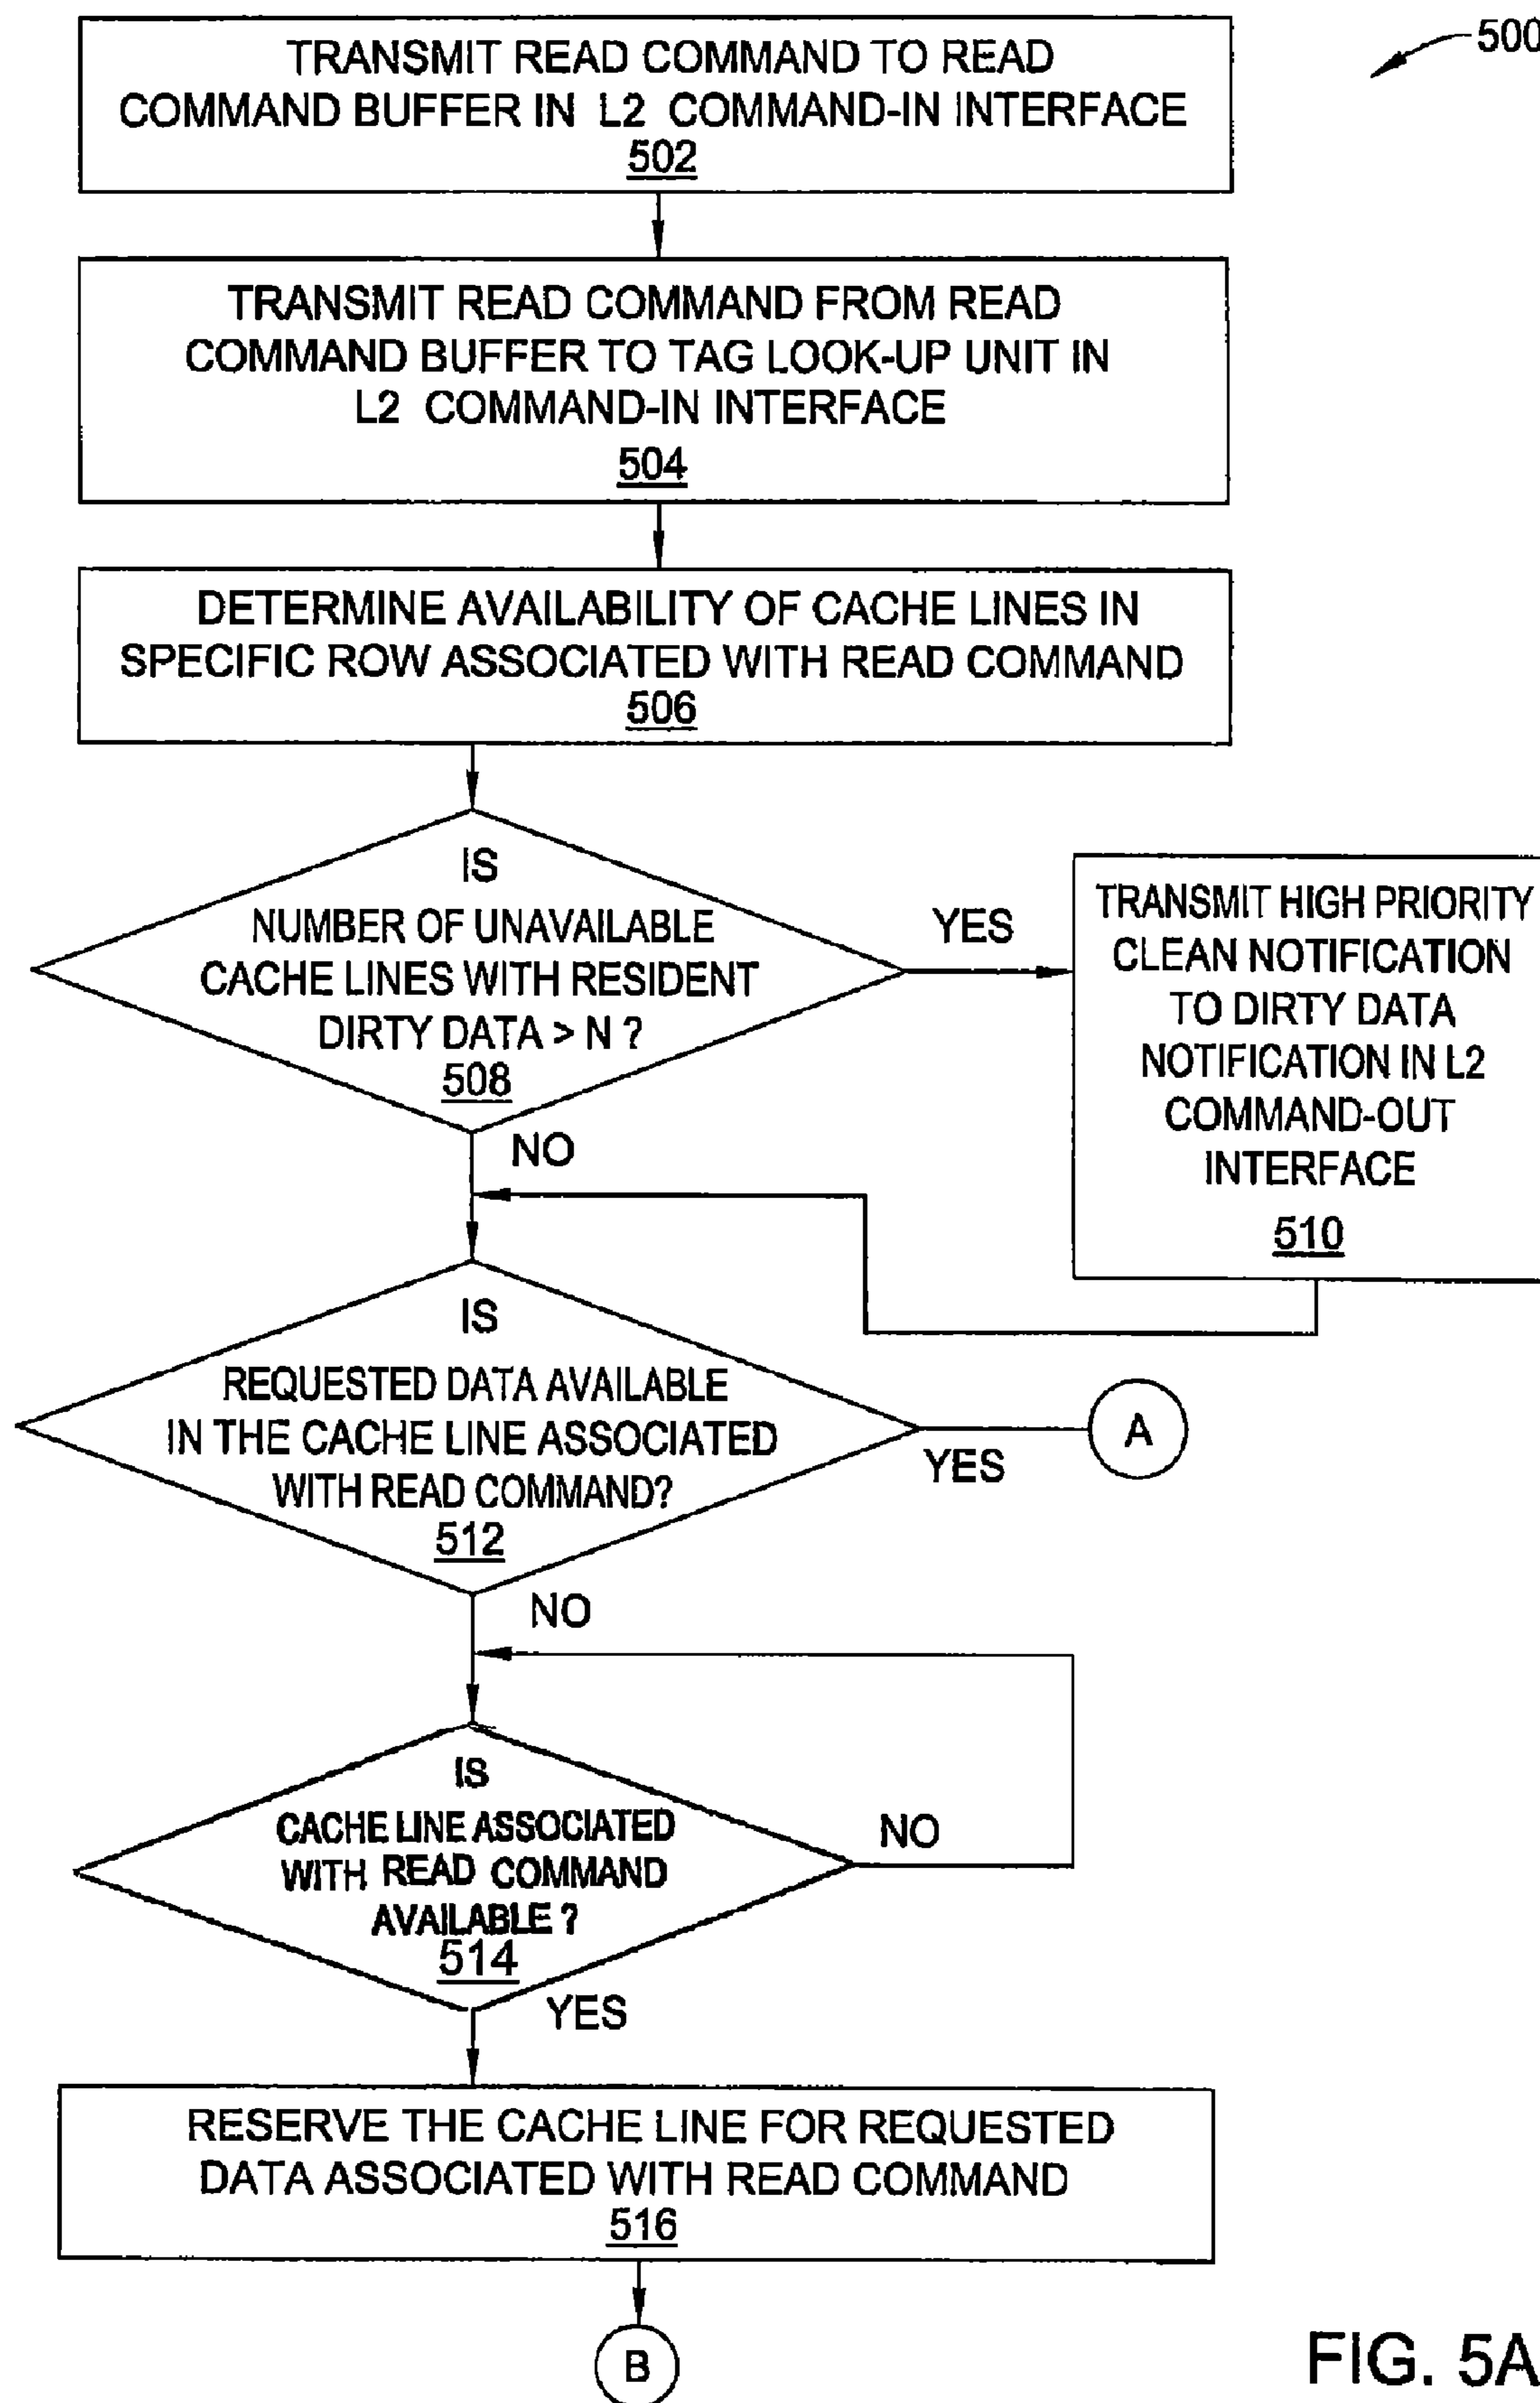 500
TRANSMIT READ COMMAND TO READ
COMMAND BUFFER IN L2 COMMAND-IN INTERFACE
502
TRANSMIT READ COMMAND FROM READ
COMMAND BUFFER TO TAG LOOK-UP UNIT IN
L2 COMMAND-IN INTERFACE
504
DETERMINE AVAILABILITY OF CACHE LINES IN
SPECIFIC ROW ASSOCIATED WITH READ COMMAND
506
IS
NUMBER OF UNAVAILABLE
CACHE LINES WITH RESIDENT
DIRTY DATA > N ?
508
YES
TRANSMIT HIGH PRIORITY
CLEAN NOTIFICATION
TO DIRTY DATA
NOTIFICATION IN L2
COMMAND-OUT
INTERFACE
510
NO
IS
REQUESTED DATA AVAILABLE
IN THE CACHE LINE ASSOCIATED
WITH READ COMMAND?
512
YES
A
NO
IS
CACHE LINE ASSOCIATED
WITH READ COMMAND
AVAILABLE ?
514
NO
YES
RESERVE THE CACHE LINE FOR REQUESTED
DATA ASSOCIATED WITH READ COMMAND
516
B
FIG. 5A